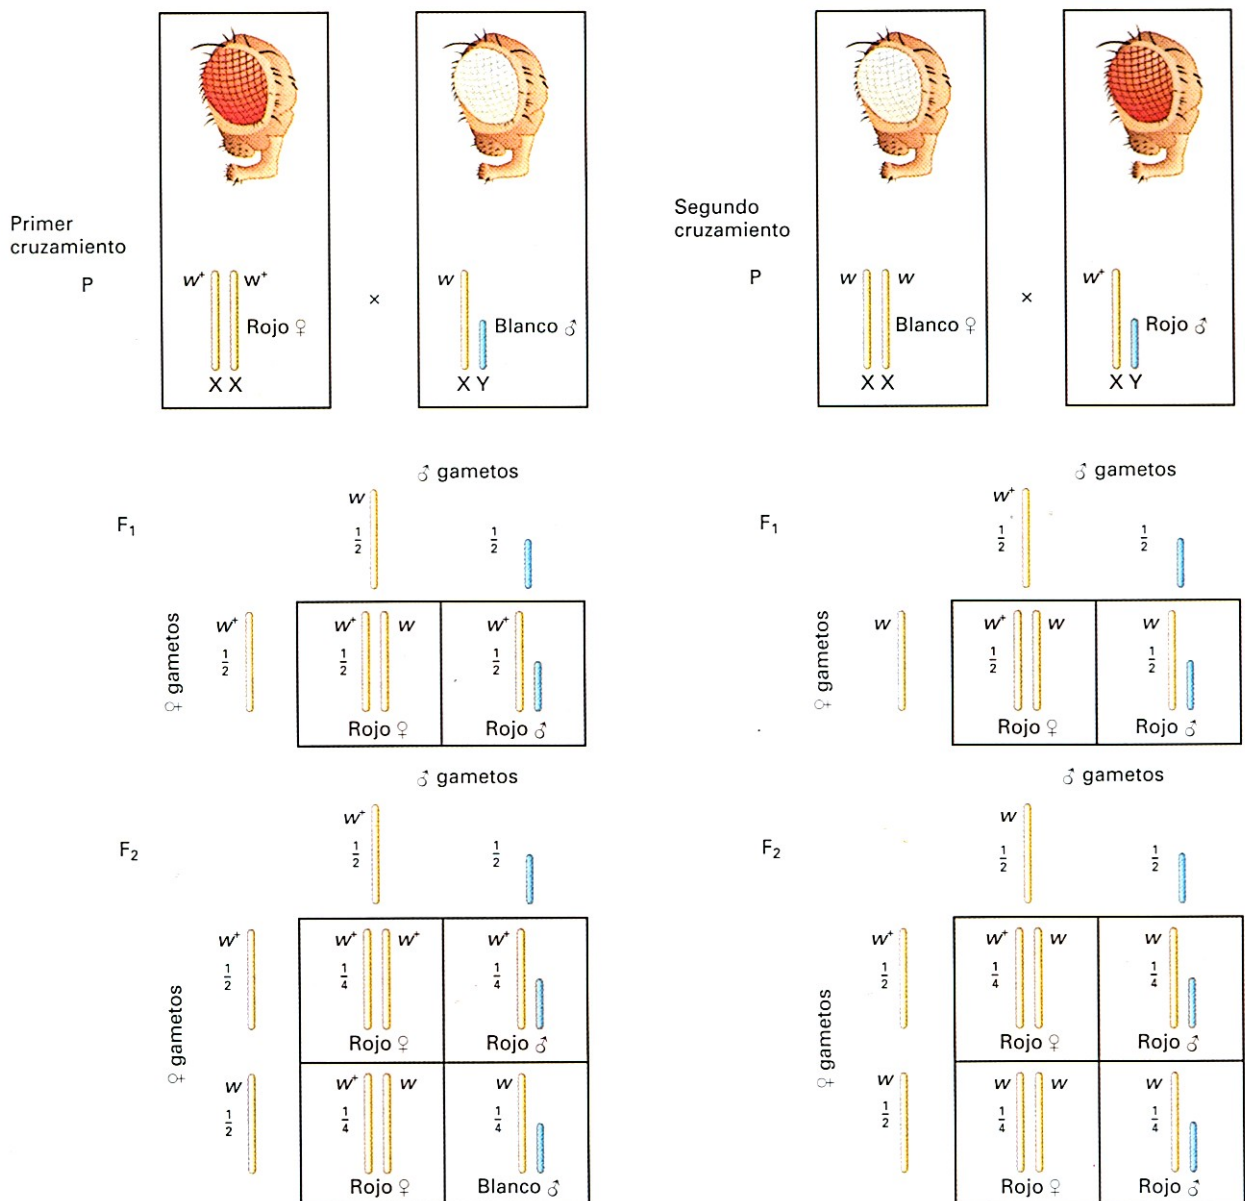 Primer
cruzamiento
P
w⁺ w⁺
Rojo ♀
X X
×
w
Blanco ♂
X Y
♂ gametos
F₁
w
1/2
1/2
♀ gametos
w⁺
1/2
w⁺ w
1/2
Rojo ♀
w⁺
1/2
Rojo ♂
♂ gametos
F₂
w⁺
1/2
1/2
♀ gametos
w⁺
1/2
w⁺ w⁺
1/4
Rojo ♀
w⁺
1/4
Rojo ♂
w
1/2
w⁺ w
1/4
Rojo ♀
w
1/4
Blanco ♂
Segundo
cruzamiento
P
w w
Blanco ♀
X X
×
w⁺
Rojo ♂
X Y
♂ gametos
F₁
w⁺
1/2
1/2
♀ gametos
w
w⁺ w
1/2
Rojo ♀
w
1/2
Rojo ♂
♂ gametos
F₂
w
1/2
1/2
♀ gametos
w⁺
1/2
w⁺ w
1/4
Rojo ♀
w
1/4
Rojo ♂
w
1/2
w w
1/4
Rojo ♀
w
1/4
Rojo ♂